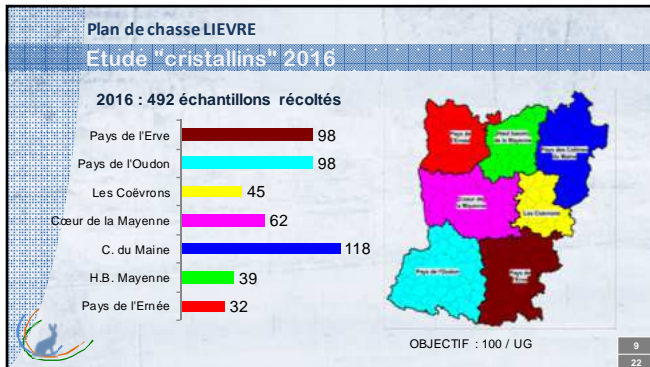 Plan de chasse LIEVRE
Etude "cristallins" 2016
2016 : 492 échantillons récoltés
Pays de l'Erve 98
Pays de l'Oudon 98
Les Coëvrons 45
Cœur de la Mayenne 62
C. du Maine 118
H.B. Mayenne 39
Pays de l'Ernée 32
Pays de
l'Ernée
Haut bassin
de la Mayenne
Pays des Collines
du Maine
Coeur de
la Mayenne
Les Coëvrons
Pays de l'Oudon
Pays de
l'Erve
OBJECTIF : 100 / UG
9
22